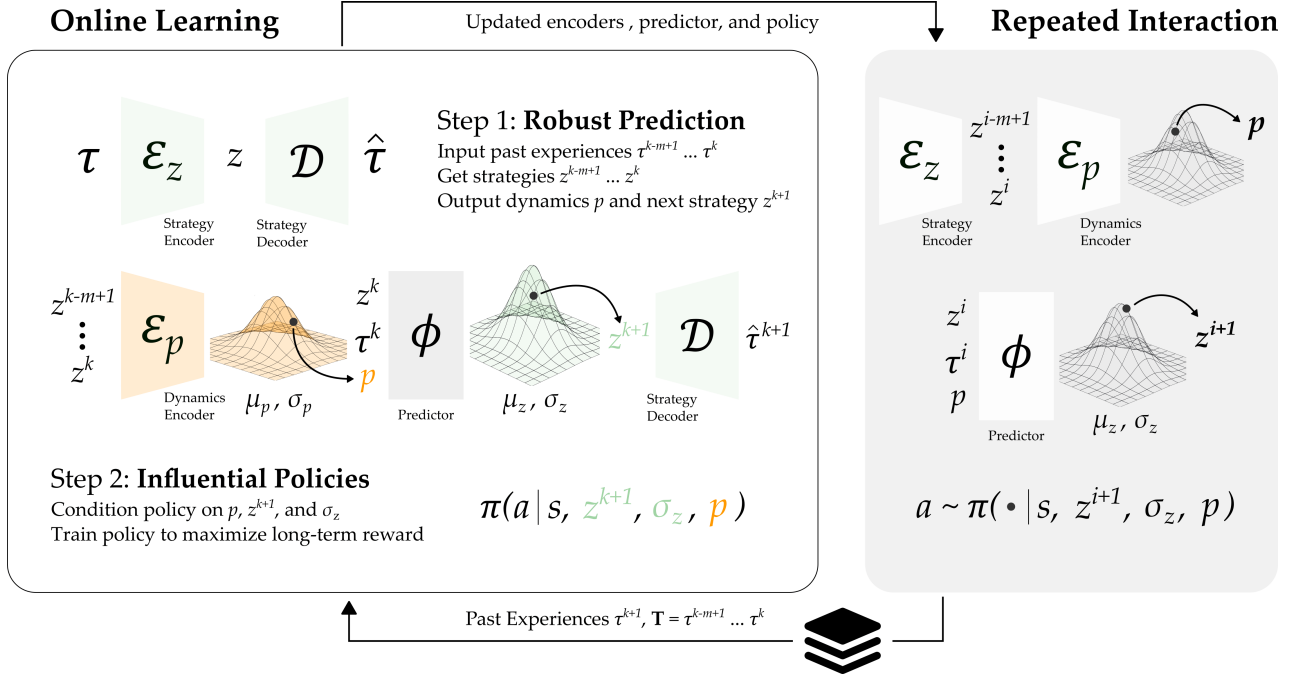 Online Learning
Updated encoders , predictor, and policy
Repeated Interaction
τ
ℰ_z
z
𝒟
τ̂
Strategy Encoder
Strategy Decoder
Step 1: Robust Prediction
Input past experiences τ^{k-m+1} ... τ^k
Get strategies z^{k-m+1} ... z^k
Output dynamics p and next strategy z^{k+1}
z^{k-m+1}
⋮
z^k
ℰ_p
Dynamics Encoder
μ_p , σ_p
z^k
τ^k
p
ϕ
Predictor
μ_z , σ_z
z^{k+1}
𝒟
Strategy Decoder
τ̂^{k+1}
Step 2: Influential Policies
Condition policy on p, z^{k+1}, and σ_z
Train policy to maximize long-term reward
π(a | s, z^{k+1}, σ_z, p)
ℰ_z
Strategy Encoder
z^{i-m+1}
⋮
z^i
ℰ_p
Dynamics Encoder
p
z^i
τ^i
p
ϕ
Predictor
μ_z , σ_z
z^{i+1}
a ~ π(• | s, z^{i+1}, σ_z, p)
Past Experiences τ^{k+1}, T = τ^{k-m+1} ... τ^k